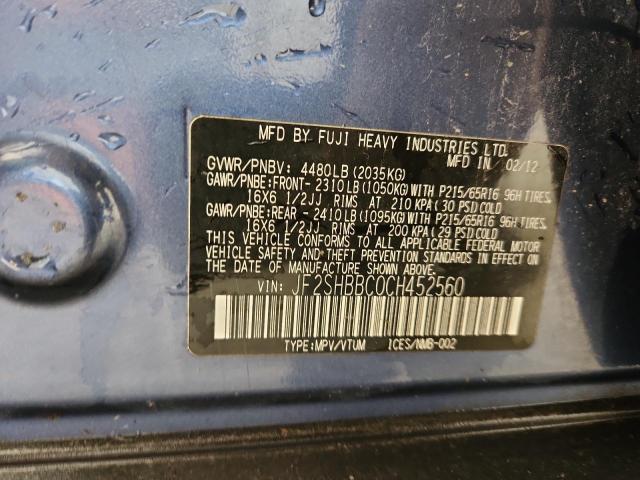 MFD BY FUJI HEAVY INDUSTRIES LTD.
MFD IN 02/12
GVWR/PNBV: 4480LB(2035KG)
GAWR/PNBE:FRONT-2310LB(1050KG)WITH P215/65R16 96H TIRES,
16X6 1/2JJ RIMS AT 210 KPA(30 PSI)COLD
GAWR/PNBE:REAR -2410LB(1095KG)WITH P215/65R16 96H TIRES,
16X6 1/2JJ RIMS AT 200 KPA(29 PSI)COLD
THIS VEHICLE CONFORMS TO ALL APPLICABLE FEDERAL MOTOR
VEHICLE SAFETY AND THEFT PREVENTION STANDARDS IN EFFECT ON
THE DATE OF MANUFACTURE SHOWN ABOVE.
VIN: JF2SHBBC0CH452560
TYPE:MPV/VTUM ICES/NMB-002